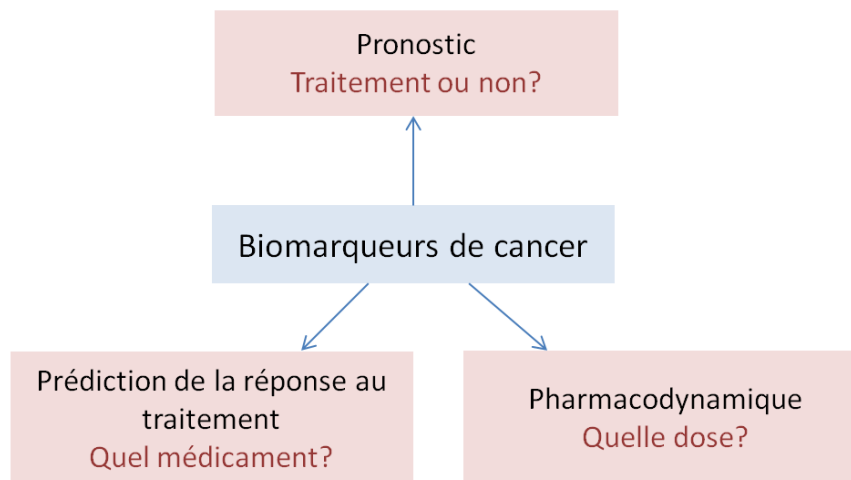 Pronostic
Traitement ou non?
Biomarqueurs de cancer
Prédiction de la réponse au
traitement
Quel médicament?
Pharmacodynamique
Quelle dose?